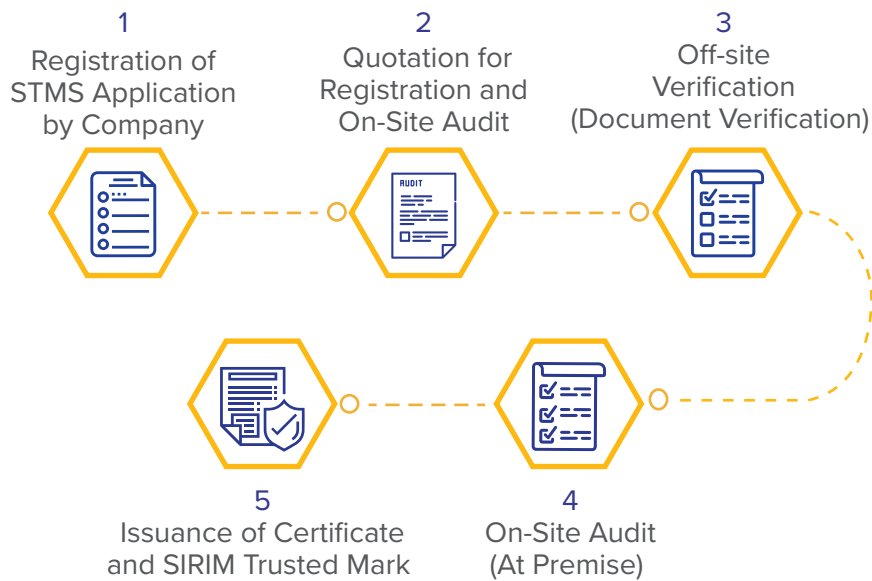 1
Registration of
STMS Application
by Company
2
Quotation for
Registration and
On-Site Audit
3
Off-site
Verification
(Document Verification)
AUDIT
5
Issuance of Certificate
and SIRIM Trusted Mark
4
On-Site Audit
(At Premise)